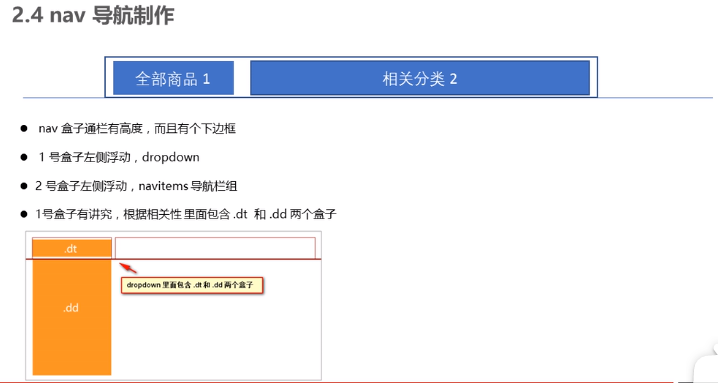 2.4 nav 导航制作
全部商品 1
相关分类 2
nav 盒子通栏有高度，而且有个下边框
1 号盒子左侧浮动，dropdown
2 号盒子左侧浮动，navitems 导航栏组
1号盒子有讲究，根据相关性 里面包含 .dt 和 .dd 两个盒子
.dt
dropdown 里面包含 .dt 和 .dd 两个盒子
.dd